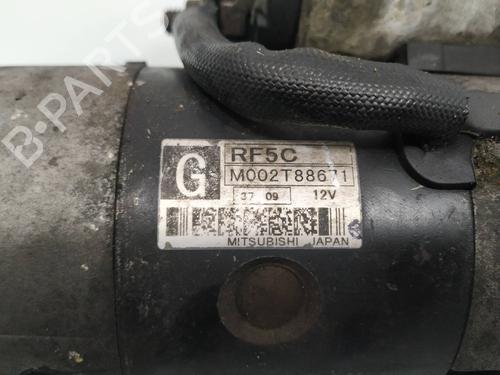 B-PARTS
G
RF5C
M002T88671
37 09 12V
MITSUBISHI JAPAN